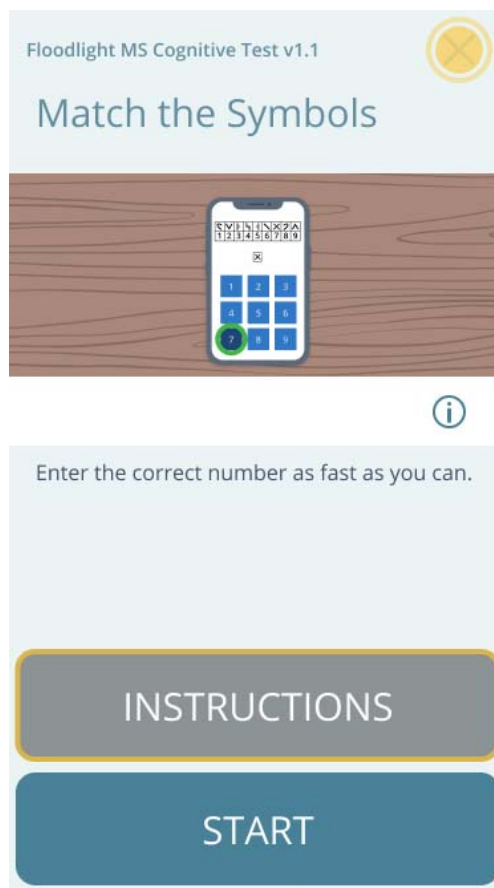 Floodlight MS Cognitive Test v1.1
Match the Symbols
1 2 3 4 5 6 7 8 9
1 2 3
4 5 6
7 8 9
Enter the correct number as fast as you can.
INSTRUCTIONS
START